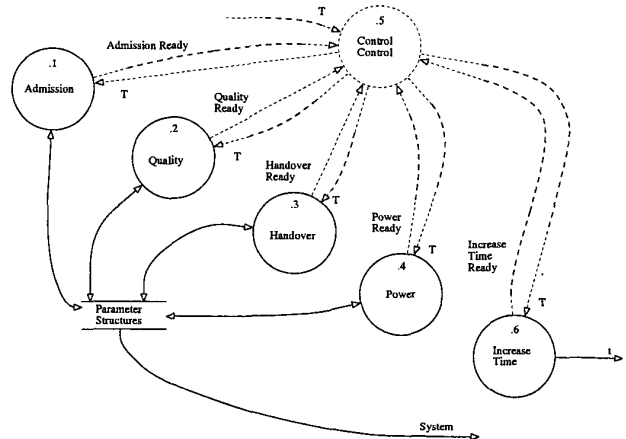 T
.5
Control
Control
Admission Ready
.1
Admission
T
Quality
Ready
.2
Quality
T
Handover
Ready
T
.3
Handover
Power
Ready
T
.4
Power
Increase
Time
Ready
T
.6
Increase
Time
t
Parameter
Structures
System